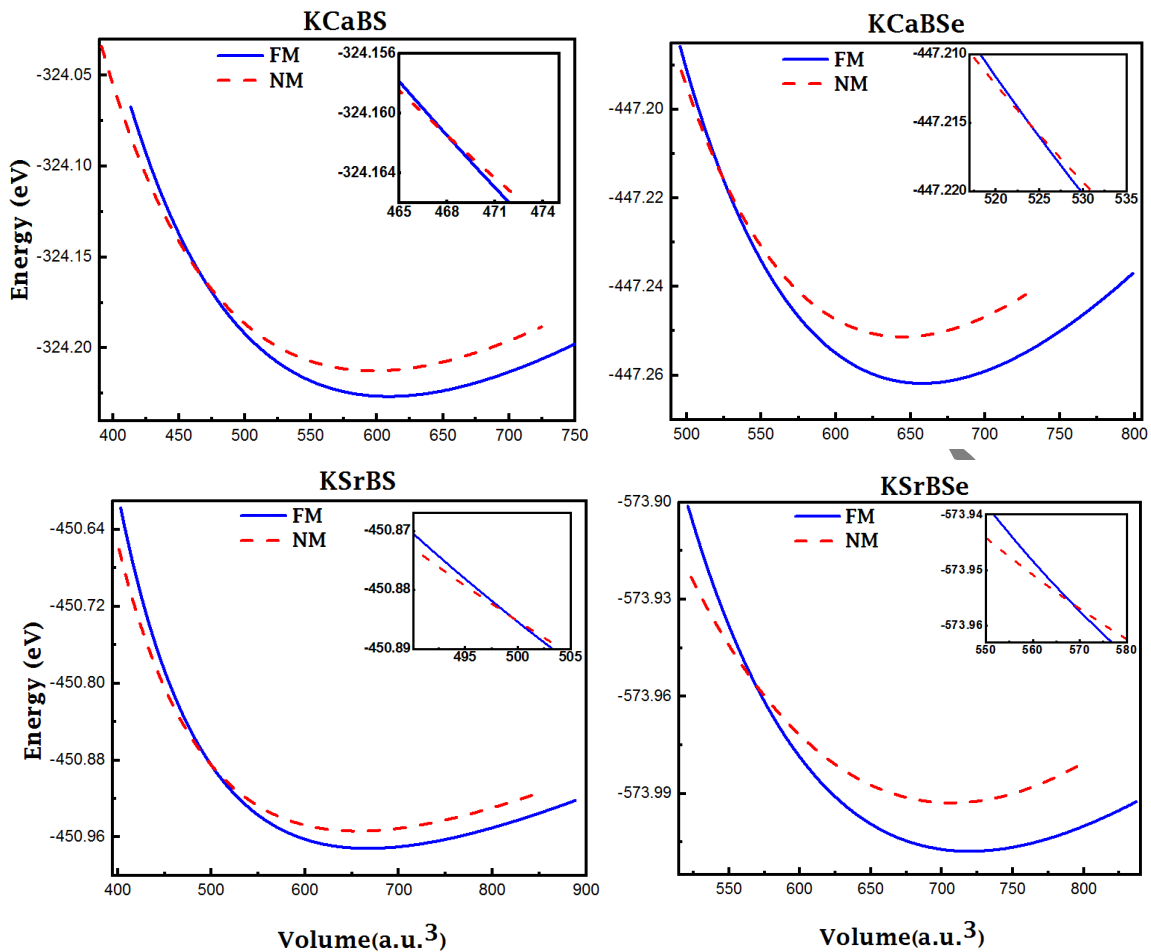 KCaBS
FM
NM
-324.05
-324.10
-324.15
-324.20
400 450 500 550 600 650 700 750
-324.156
-324.160
-324.164
465 468 471 474
Energy (eV)
KCaBSe
FM
NM
-447.20
-447.22
-447.24
-447.26
500 550 600 650 700 750 800
-447.210
-447.215
-447.220
520 525 530 535
KSrBS
FM
NM
-450.64
-450.72
-450.80
-450.88
-450.96
400 500 600 700 800 900
-450.87
-450.88
-450.89
495 500 505
Energy (eV)
Volume(a.u.³)
KSrBSe
FM
NM
-573.90
-573.93
-573.96
-573.99
550 600 650 700 750 800
-573.94
-573.95
-573.96
550 560 570 580
Volume(a.u.³)